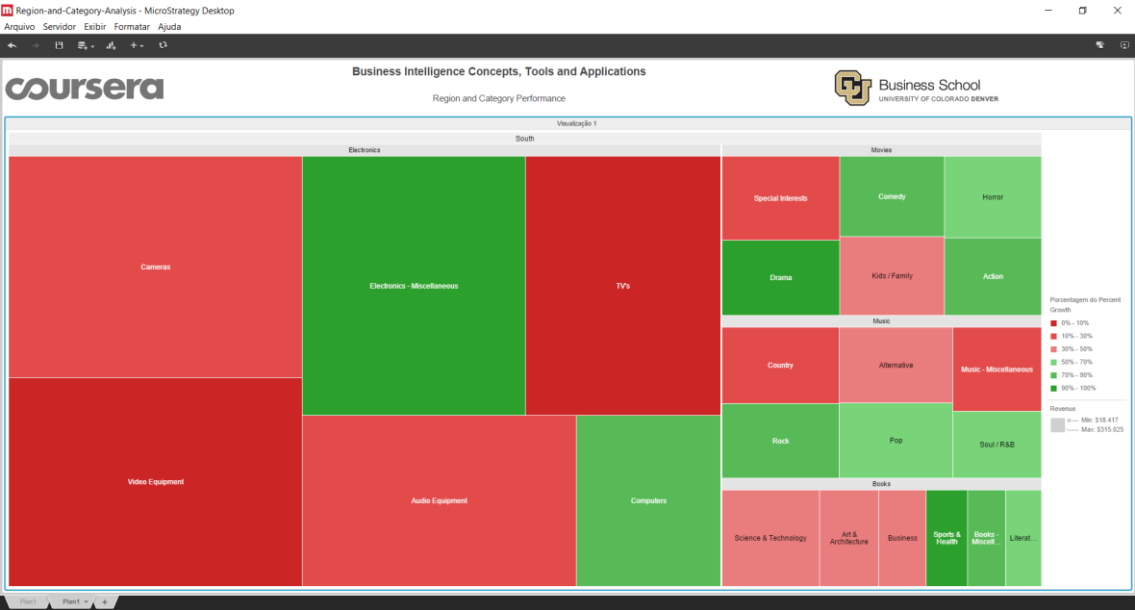 Region-and-Category-Analysis - MicroStrategy Desktop
Arquivo Servidor Exibir Formatar Ajuda
coursera
Business Intelligence Concepts, Tools and Applications
Region and Category Performance
CU
Business School
UNIVERSITY OF COLORADO DENVER
Visualização 1
South
Electronics
Cameras
Electronics - Miscellaneous
TV's
Video Equipment
Audio Equipment
Computers
Movies
Special Interests
Comedy
Horror
Drama
Kids / Family
Action
Music
Country
Alternative
Music - Miscellaneous
Rock
Pop
Soul / R&B
Books
Science & Technology
Art &
Architecture
Business
Sports &
Health
Books -
Miscell...
Literat...
Porcentagem do Percent
Growth
0% - 10%
10% - 30%
30% - 50%
50% - 70%
70% - 90%
90% - 100%
Revenue
Min: $18.417
Max: $315.025
Plan2
Plan1